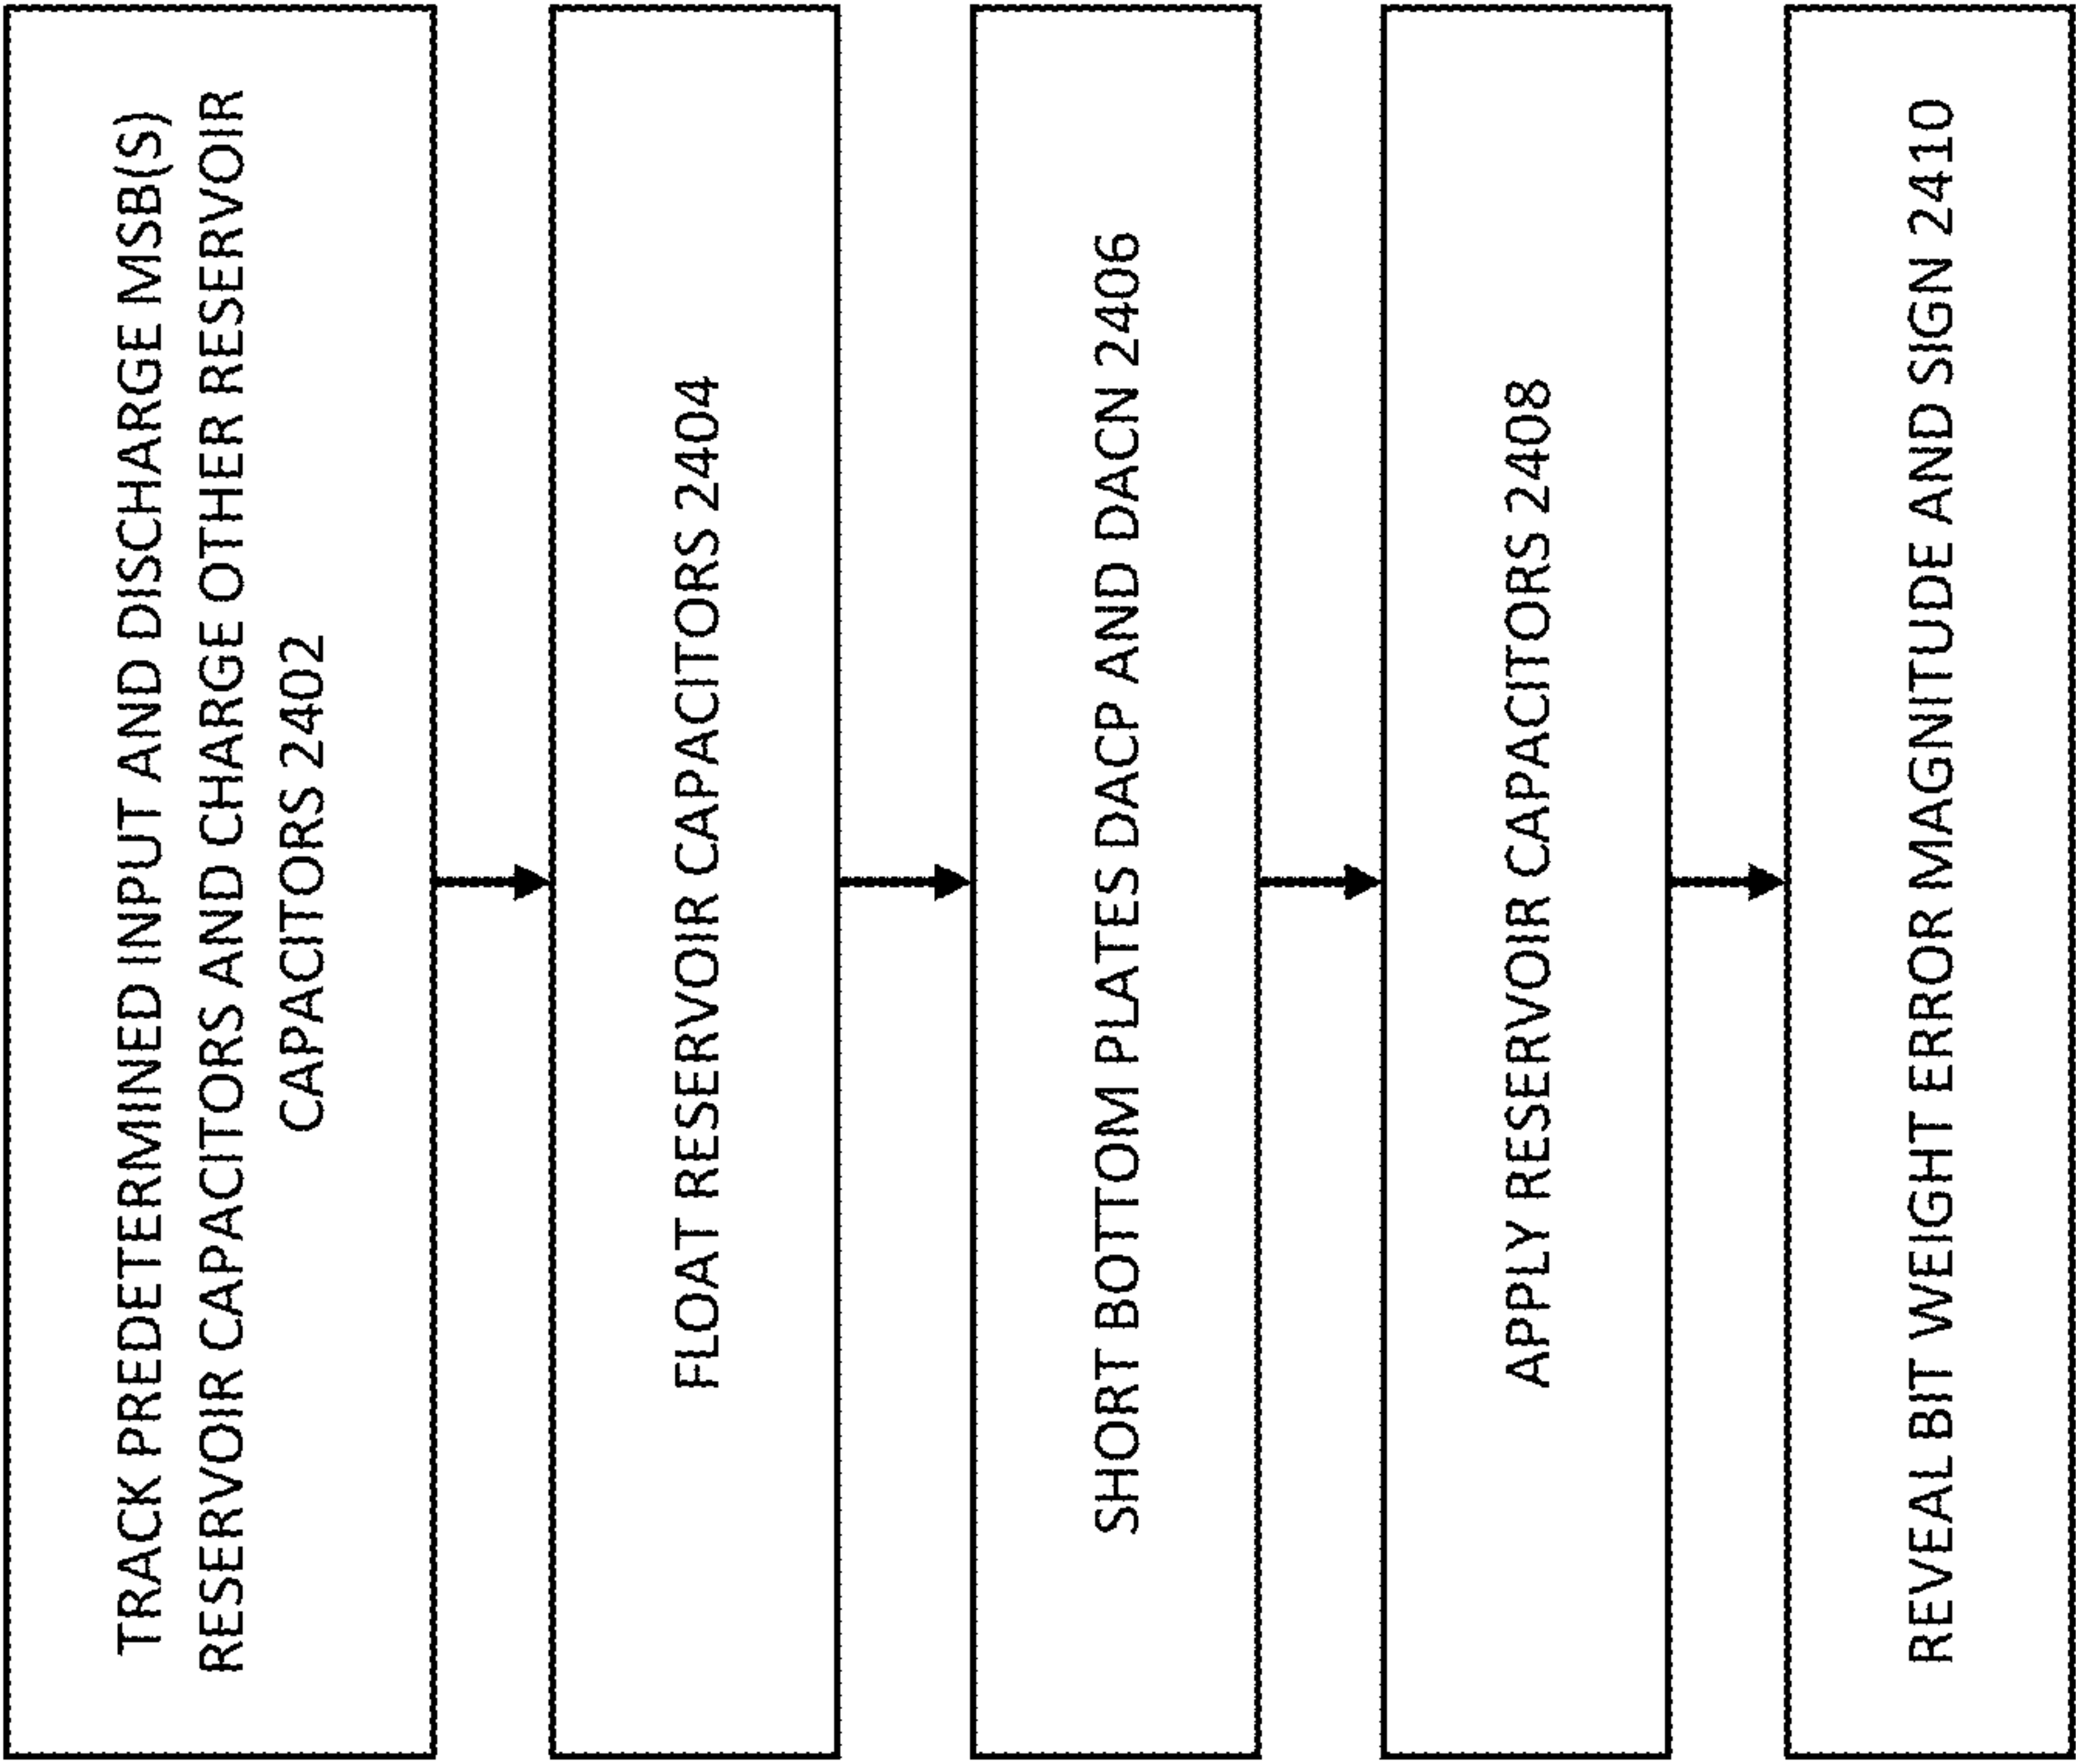 TRACK PREDETERMINED INPUT AND DISCHARGE MSB(S)
RESERVOIR CAPACITORS AND CHARGE OTHER RESERVOIR
CAPACITORS 2402
FLOAT RESERVOIR CAPACITORS 2404
SHORT BOTTOM PLATES DACP AND DACN 2406
APPLY RESERVOIR CAPACITORS 2408
REVEAL BIT WEIGHT ERROR MAGNITUDE AND SIGN 2410